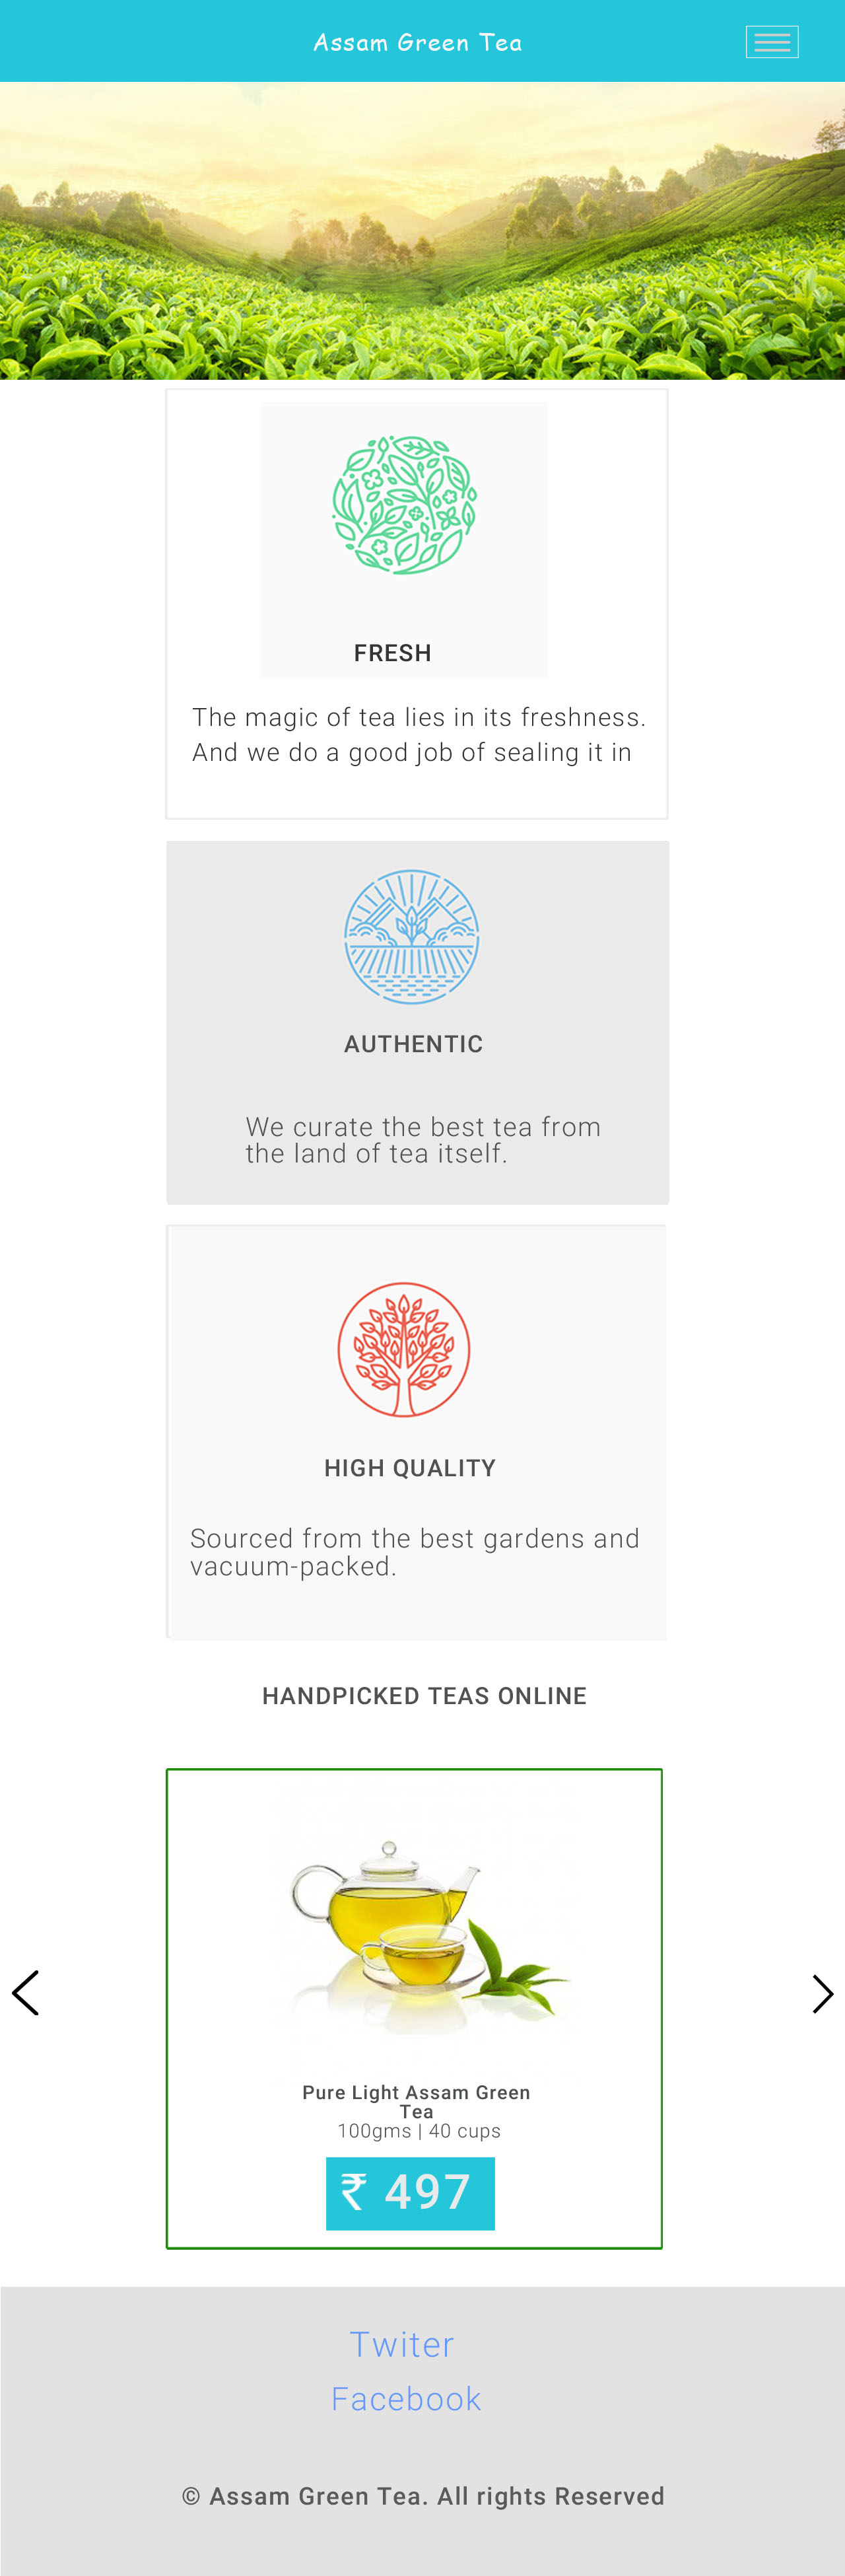 Assam Green Tea
FRESH
The magic of tea lies in its freshness.
And we do a good job of sealing it in
AUTHENTIC
We curate the best tea from
the land of tea itself.
HIGH QUALITY
Sourced from the best gardens and
vacuum-packed.
HANDPICKED TEAS ONLINE
Pure Light Assam Green
Tea
100gms | 40 cups
₹ 497
Twiter
Facebook
© Assam Green Tea. All rights Reserved